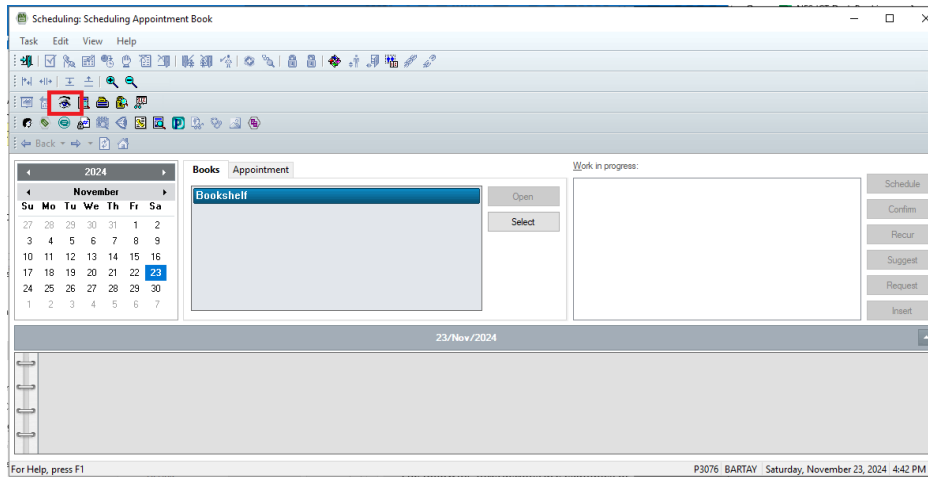 Scheduling: Scheduling Appointment Book
Task Edit View Help
Back
2024
November
Su Mo Tu We Th Fr Sa
27 28 29 30 31 1 2
3 4 5 6 7 8 9
10 11 12 13 14 15 16
17 18 19 20 21 22 23
24 25 26 27 28 29 30
1 2 3 4 5 6 7
Books Appointment
Bookshelf
Open
Select
Work in progress:
Schedule
Confirm
Recur
Suggest
Request
Insert
23/Nov/2024
For Help, press F1
P3076 BARTAY Saturday, November 23, 2024 4:42 PM